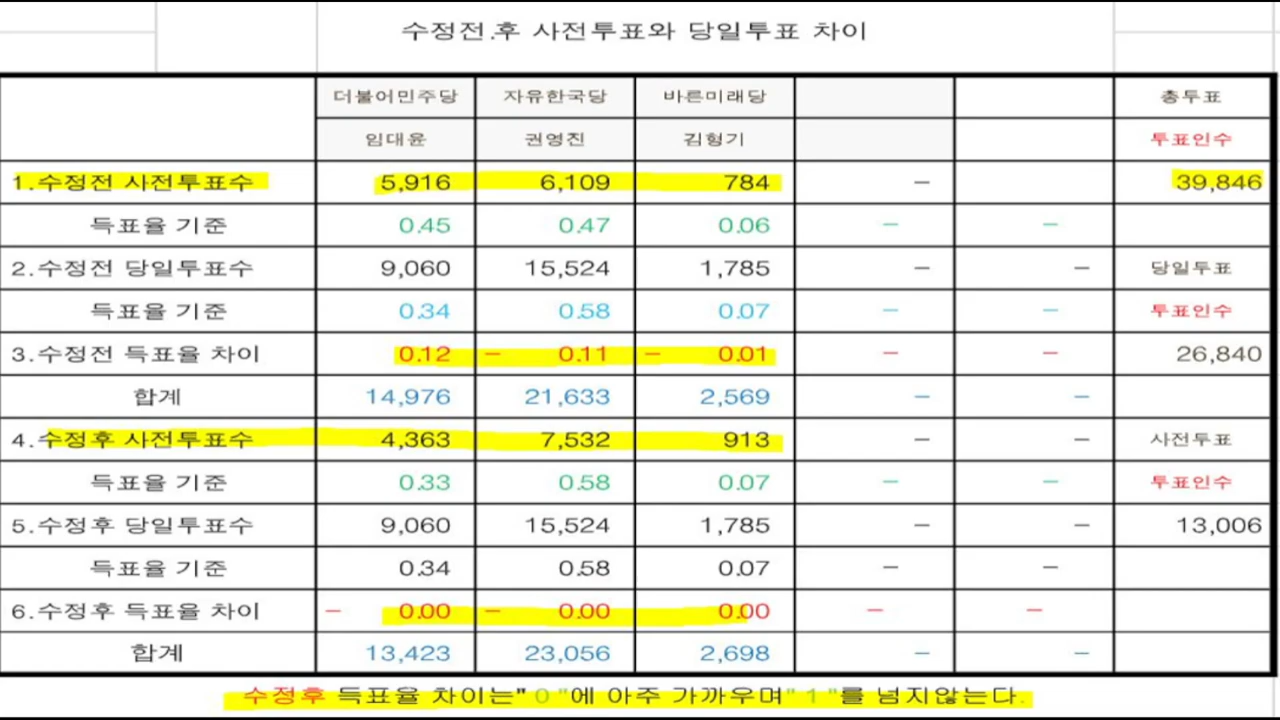 수정전.후 사전투표와 당일투표 차이
더불어민주당 자유한국당 바른미래당 총투표
임대윤 권영진 김형기 투표인수
1.수정전 사전투표수 5,916 6,109 784 – 39,846
득표율 기준 0.45 0.47 0.06 – –
2.수정전 당일투표수 9,060 15,524 1,785 – – 당일투표
득표율 기준 0.34 0.58 0.07 – – 투표인수
3.수정전 득표율 차이 0.12 – 0.11 – 0.01 – – 26,840
합계 14,976 21,633 2,569 – –
4.수정후 사전투표수 4,363 7,532 913 – – 사전투표
득표율 기준 0.33 0.58 0.07 – – 투표인수
5.수정후 당일투표수 9,060 15,524 1,785 – – 13,006
득표율 기준 0.34 0.58 0.07 – –
6.수정후 득표율 차이 – 0.00 – 0.00 0.00 – –
합계 13,423 23,056 2,698 – –
수정후 득표율 차이는" 0 "에 아주 가까우며" 1 "를 넘지않는다.